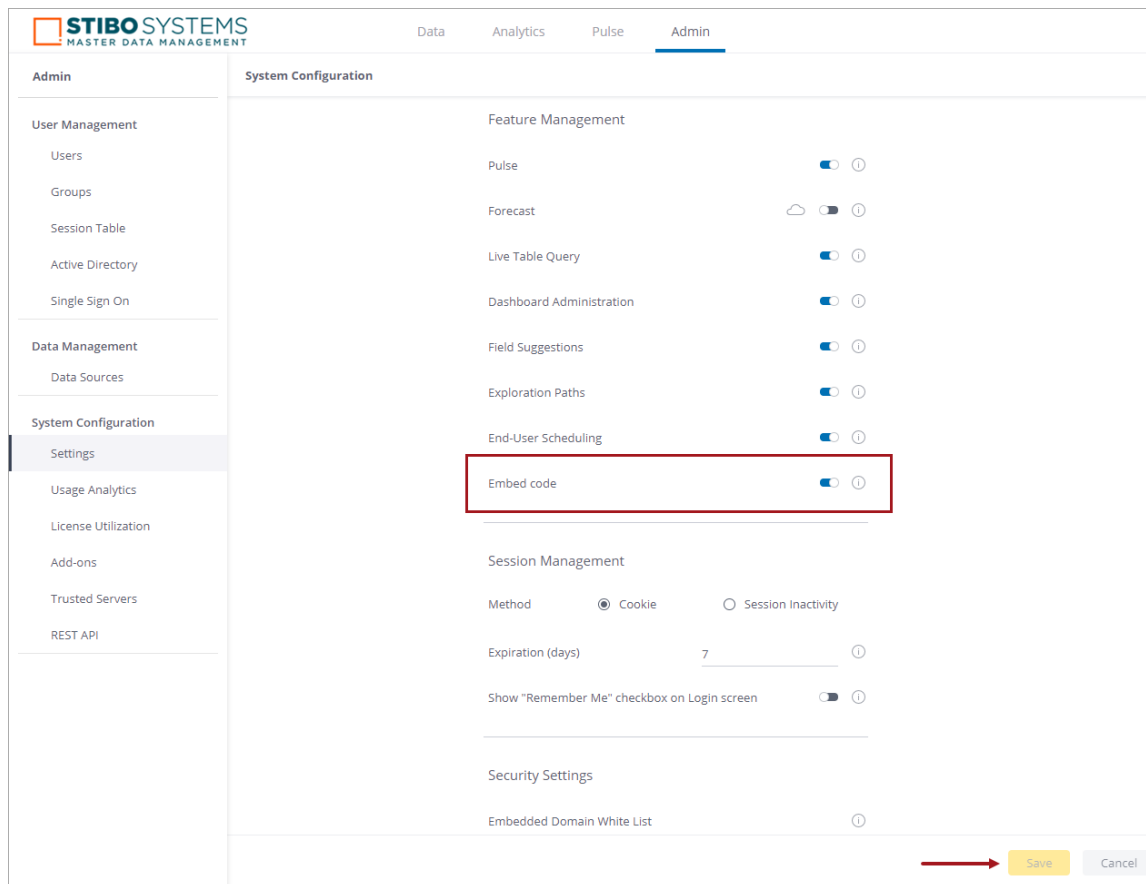 STIBO SYSTEMS
MASTER DATA MANAGEMENT
Data
Analytics
Pulse
Admin
Admin
User Management
Users
Groups
Session Table
Active Directory
Single Sign On
Data Management
Data Sources
System Configuration
Settings
Usage Analytics
License Utilization
Add-ons
Trusted Servers
REST API
System Configuration
Feature Management
Pulse
Forecast
Live Table Query
Dashboard Administration
Field Suggestions
Exploration Paths
End-User Scheduling
Embed code
Session Management
Method Cookie Session Inactivity
Expiration (days) 7
Show "Remember Me" checkbox on Login screen
Security Settings
Embedded Domain White List
Save Cancel